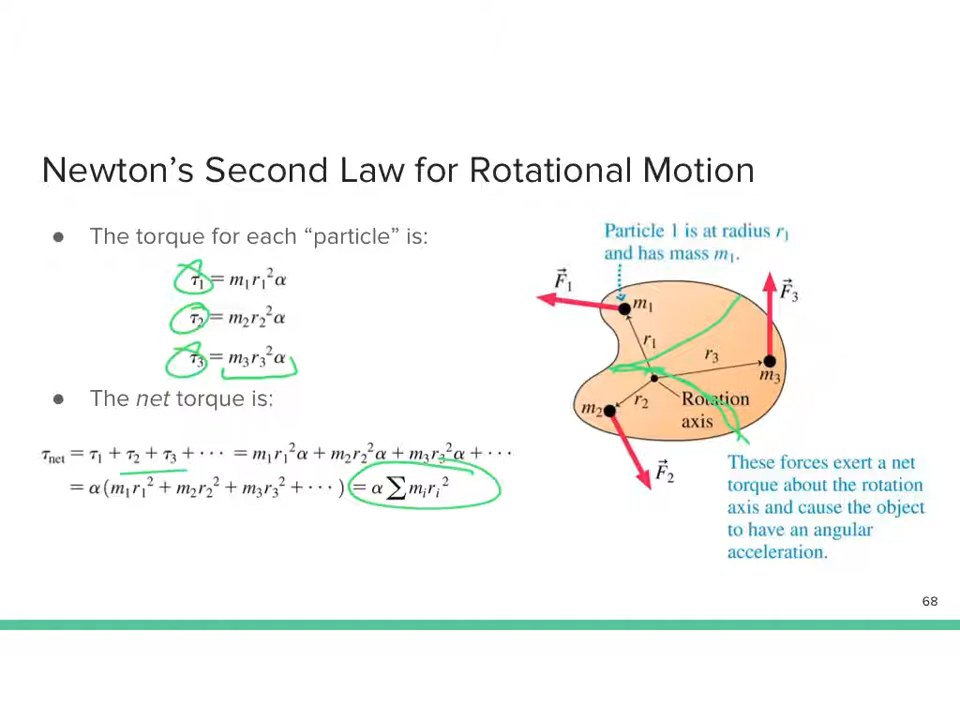 Newton's Second Law for Rotational Motion
● The torque for each “particle” is:
τ₁ = m₁r₁²α
τ₂ = m₂r₂²α
τ₃ = m₃r₃²α
● The net torque is:
τnet = τ₁ + τ₂ + τ₃ + ··· = m₁r₁²α + m₂r₂²α + m₃r₃²α + ···
= α(m₁r₁² + m₂r₂² + m₃r₃² + ···) = α∑mᵢrᵢ²
Particle 1 is at radius r₁
and has mass m₁.
F⃗₁
m₁
F⃗₃
r₁
r₃
m₃
m₂
r₂
Rotation
axis
F⃗₂
These forces exert a net
torque about the rotation
axis and cause the object
to have an angular
acceleration.
68